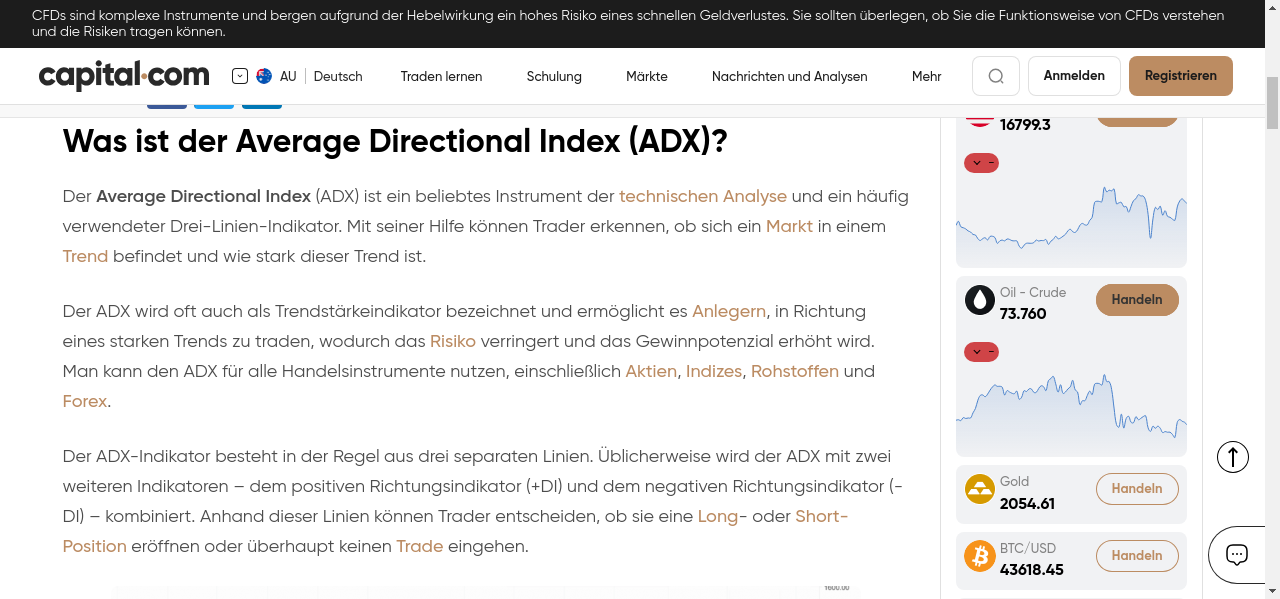 CFDs sind komplexe Instrumente und bergen aufgrund der Hebelwirkung ein hohes Risiko eines schnellen Geldverlustes. Sie sollten überlegen, ob Sie die Funktionsweise von CFDs verstehen
und die Risiken tragen können.
capital.com
AU
Deutsch
Traden lernen
Schulung
Märkte
Nachrichten und Analysen
Mehr
Anmelden
Registrieren
Was ist der Average Directional Index (ADX)?
Der Average Directional Index (ADX) ist ein beliebtes Instrument der technischen Analyse und ein häufig
verwendeter Drei-Linien-Indikator. Mit seiner Hilfe können Trader erkennen, ob sich ein Markt in einem
Trend befindet und wie stark dieser Trend ist.
Der ADX wird oft auch als Trendstärkeindikator bezeichnet und ermöglicht es Anlegern, in Richtung
eines starken Trends zu traden, wodurch das Risiko verringert und das Gewinnpotenzial erhöht wird.
Man kann den ADX für alle Handelsinstrumente nutzen, einschließlich Aktien, Indizes, Rohstoffen und
Forex.
Der ADX-Indikator besteht in der Regel aus drei separaten Linien. Üblicherweise wird der ADX mit zwei
weiteren Indikatoren – dem positiven Richtungsindikator (+DI) und dem negativen Richtungsindikator (-
DI) – kombiniert. Anhand dieser Linien können Trader entscheiden, ob sie eine Long- oder Short-
Position eröffnen oder überhaupt keinen Trade eingehen.
16799.3
–
Oil - Crude
73.760
Handeln
–
Gold
2054.61
Handeln
BTC/USD
43618.45
Handeln